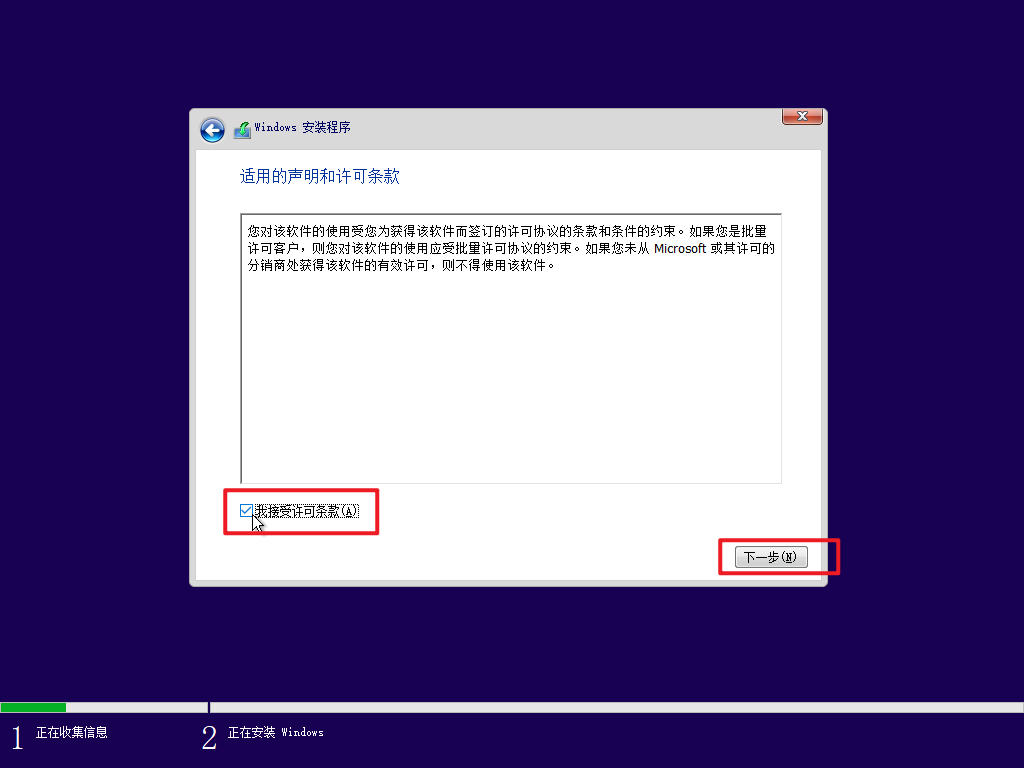 Windows 安装程序
适用的声明和许可条款
您对该软件的使用受您为获得该软件而签订的许可协议的条款和条件的约束。如果您是批量
许可客户，则您对该软件的使用应受批量许可协议的约束。如果您未从 Microsoft 或其许可的
分销商处获得该软件的有效许可，则不得使用该软件。
我接受许可条款(A)
下一步(N)
1 正在收集信息
2 正在安装 Windows